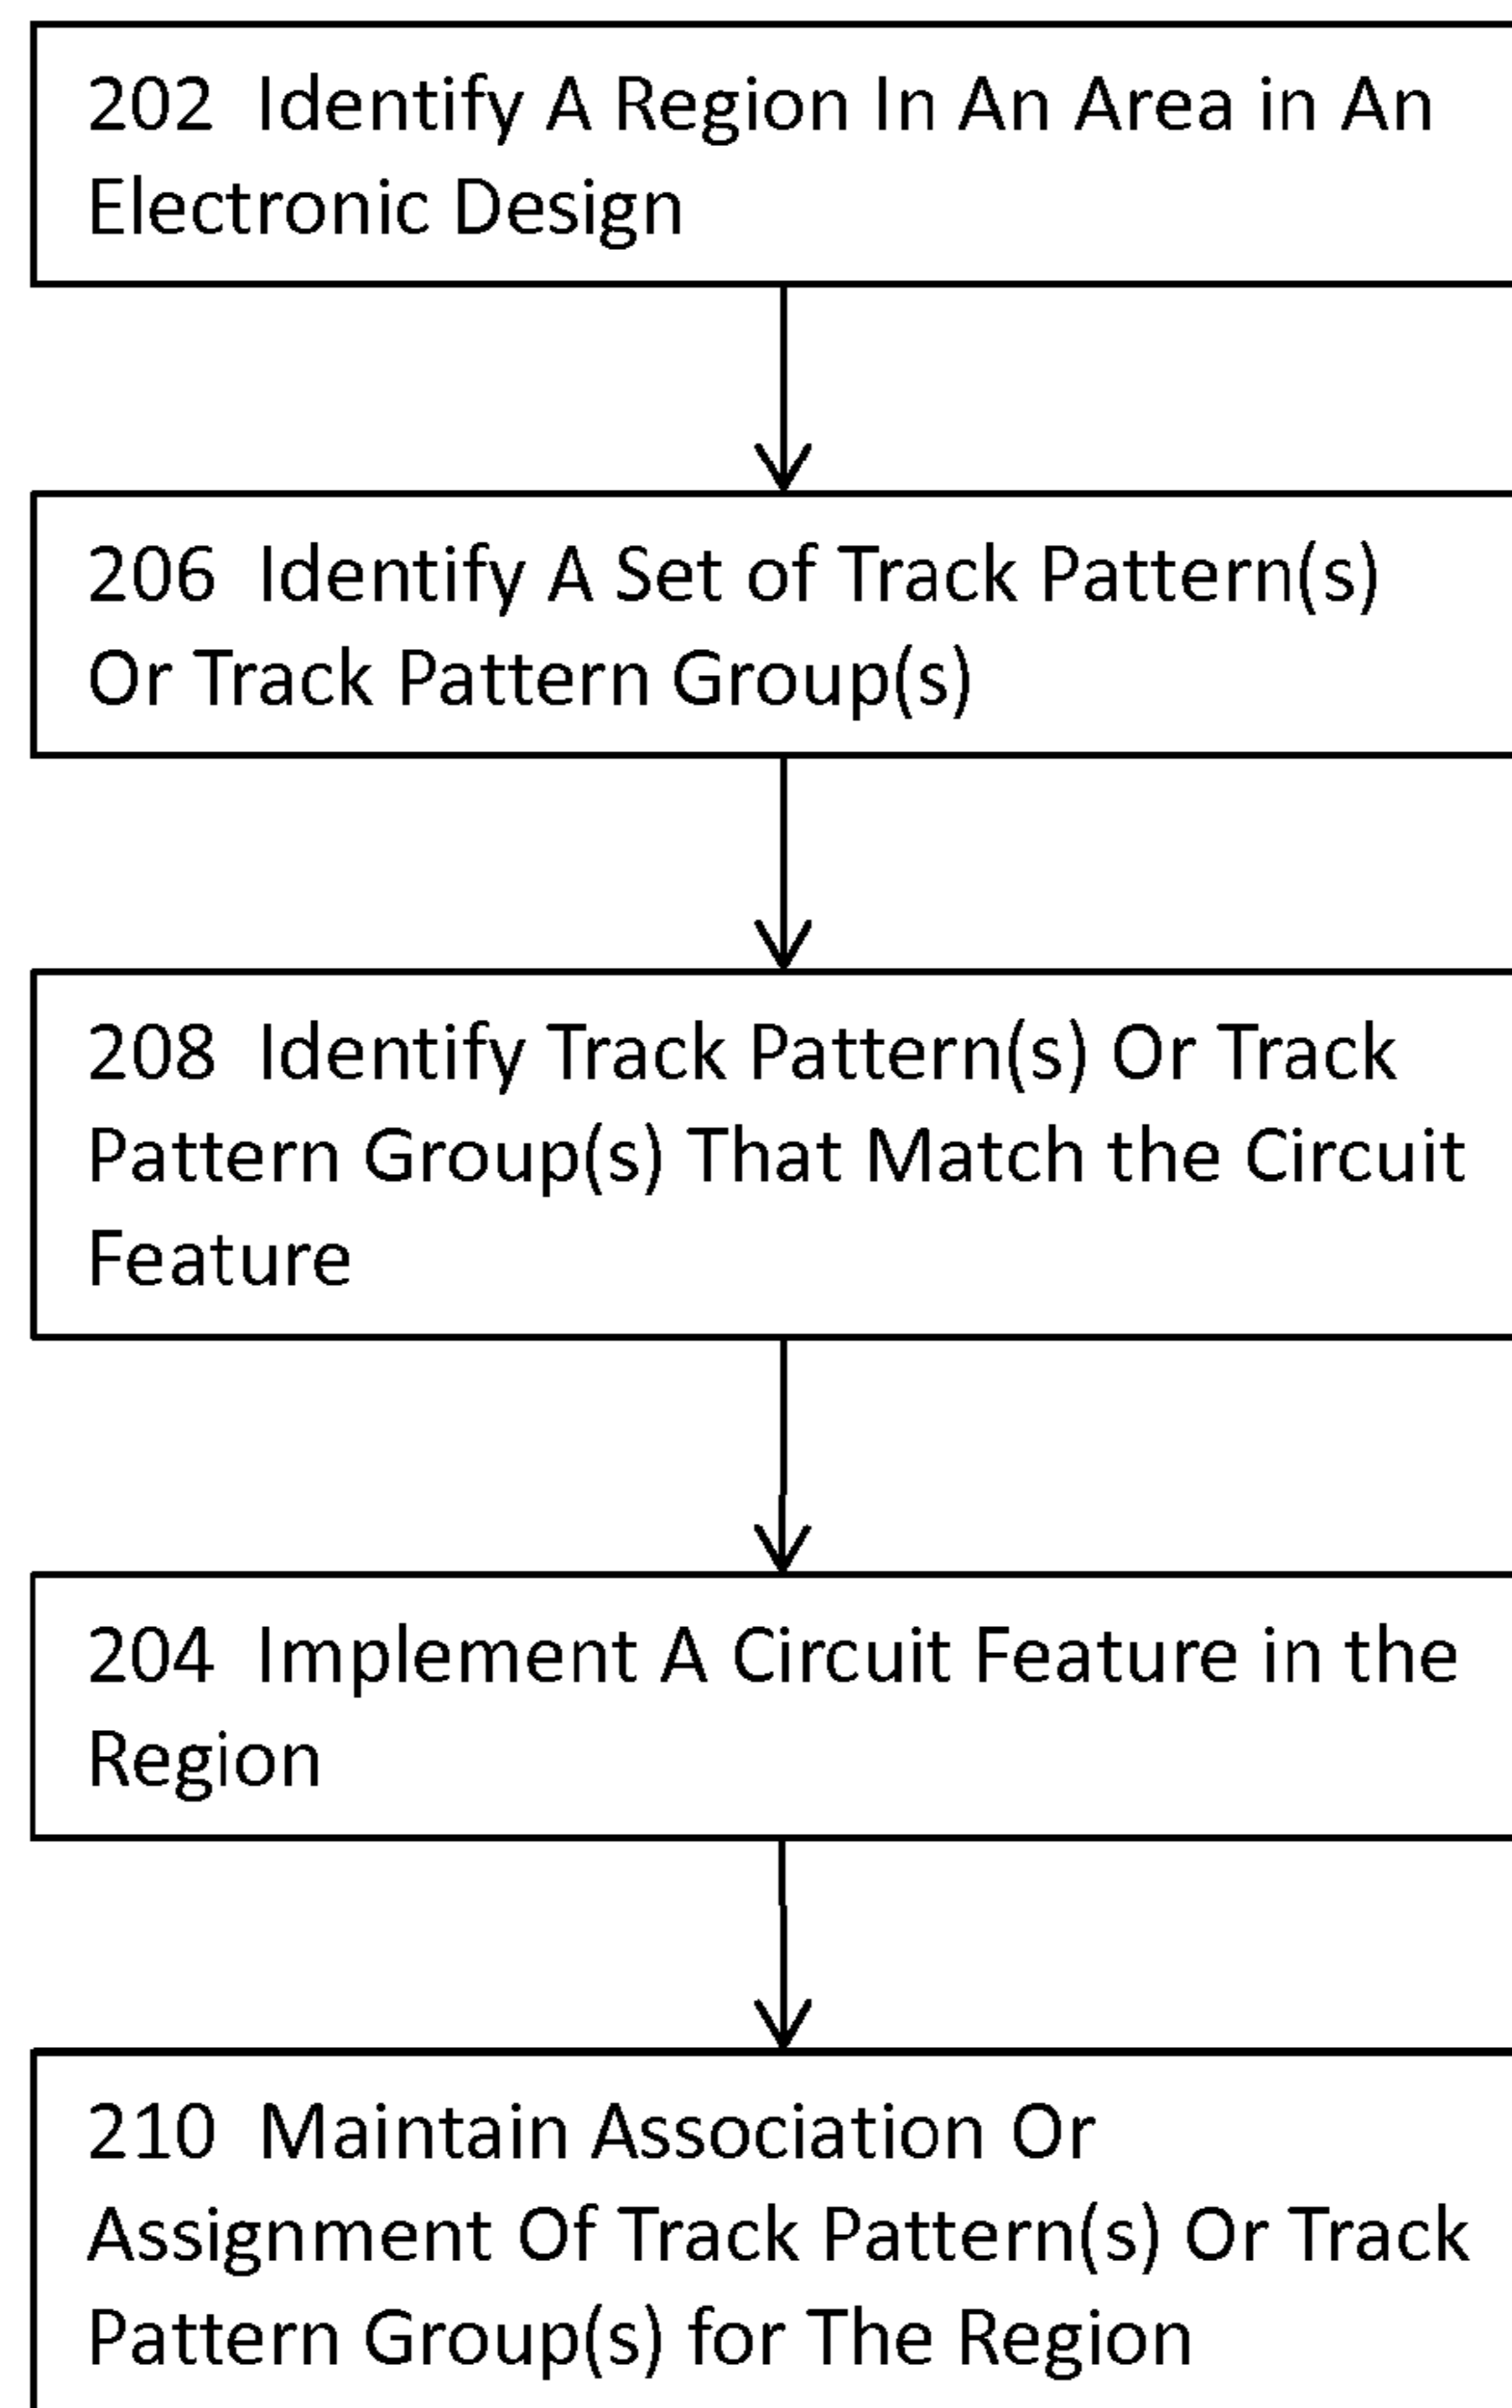 202 Identify A Region In An Area in An
Electronic Design
206 Identify A Set of Track Pattern(s)
Or Track Pattern Group(s)
208 Identify Track Pattern(s) Or Track
Pattern Group(s) That Match the Circuit
Feature
204 Implement A Circuit Feature in the
Region
210 Maintain Association Or
Assignment Of Track Pattern(s) Or Track
Pattern Group(s) for The Region